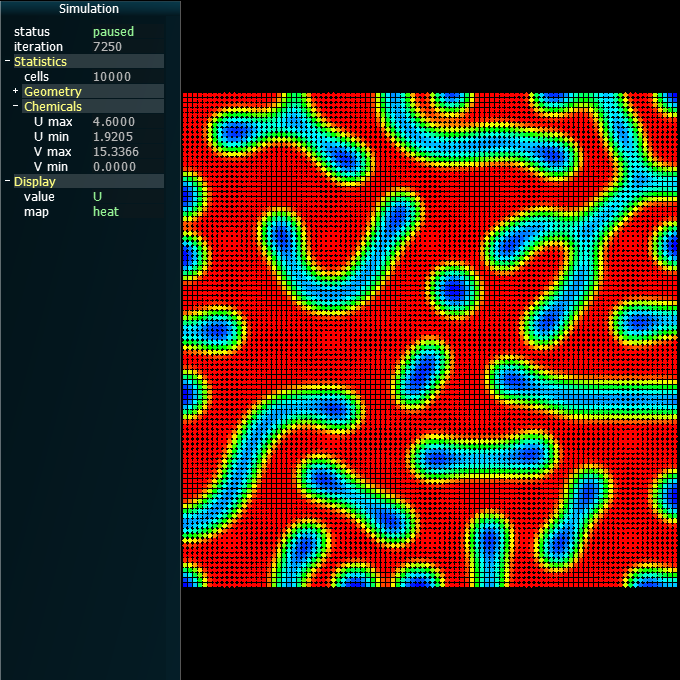 Simulation
status paused
iteration 7250
- Statistics
cells 10000
+ Geometry
- Chemicals
U max 4.6000
U min 1.9205
V max 15.3366
V min 0.0000
- Display
value U
map heat